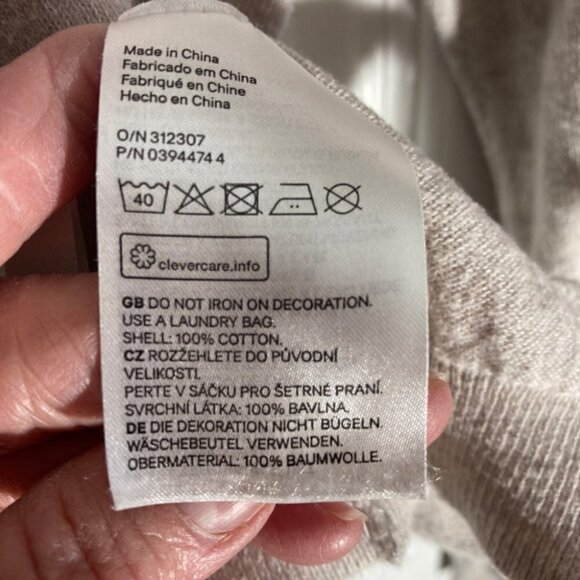 Made in China
Fabricado em China
Fabriqué en Chine
Hecho en China
O/N 312307
P/N 0394474 4
40
clevercare.info
GB DO NOT IRON ON DECORATION.
USE A LAUNDRY BAG.
SHELL: 100% COTTON.
CZ ROZŽEHLETE DO PŮVODNÍ
VELIKOSTI.
PERTE V SÁČKU PRO ŠETRNÉ PRANÍ.
SVRCHNÍ LÁTKA: 100% BAVLNA.
DE DIE DEKORATION NICHT BÜGELN.
WÄSCHEBEUTEL VERWENDEN.
OBERMATERIAL: 100% BAUMWOLLE.